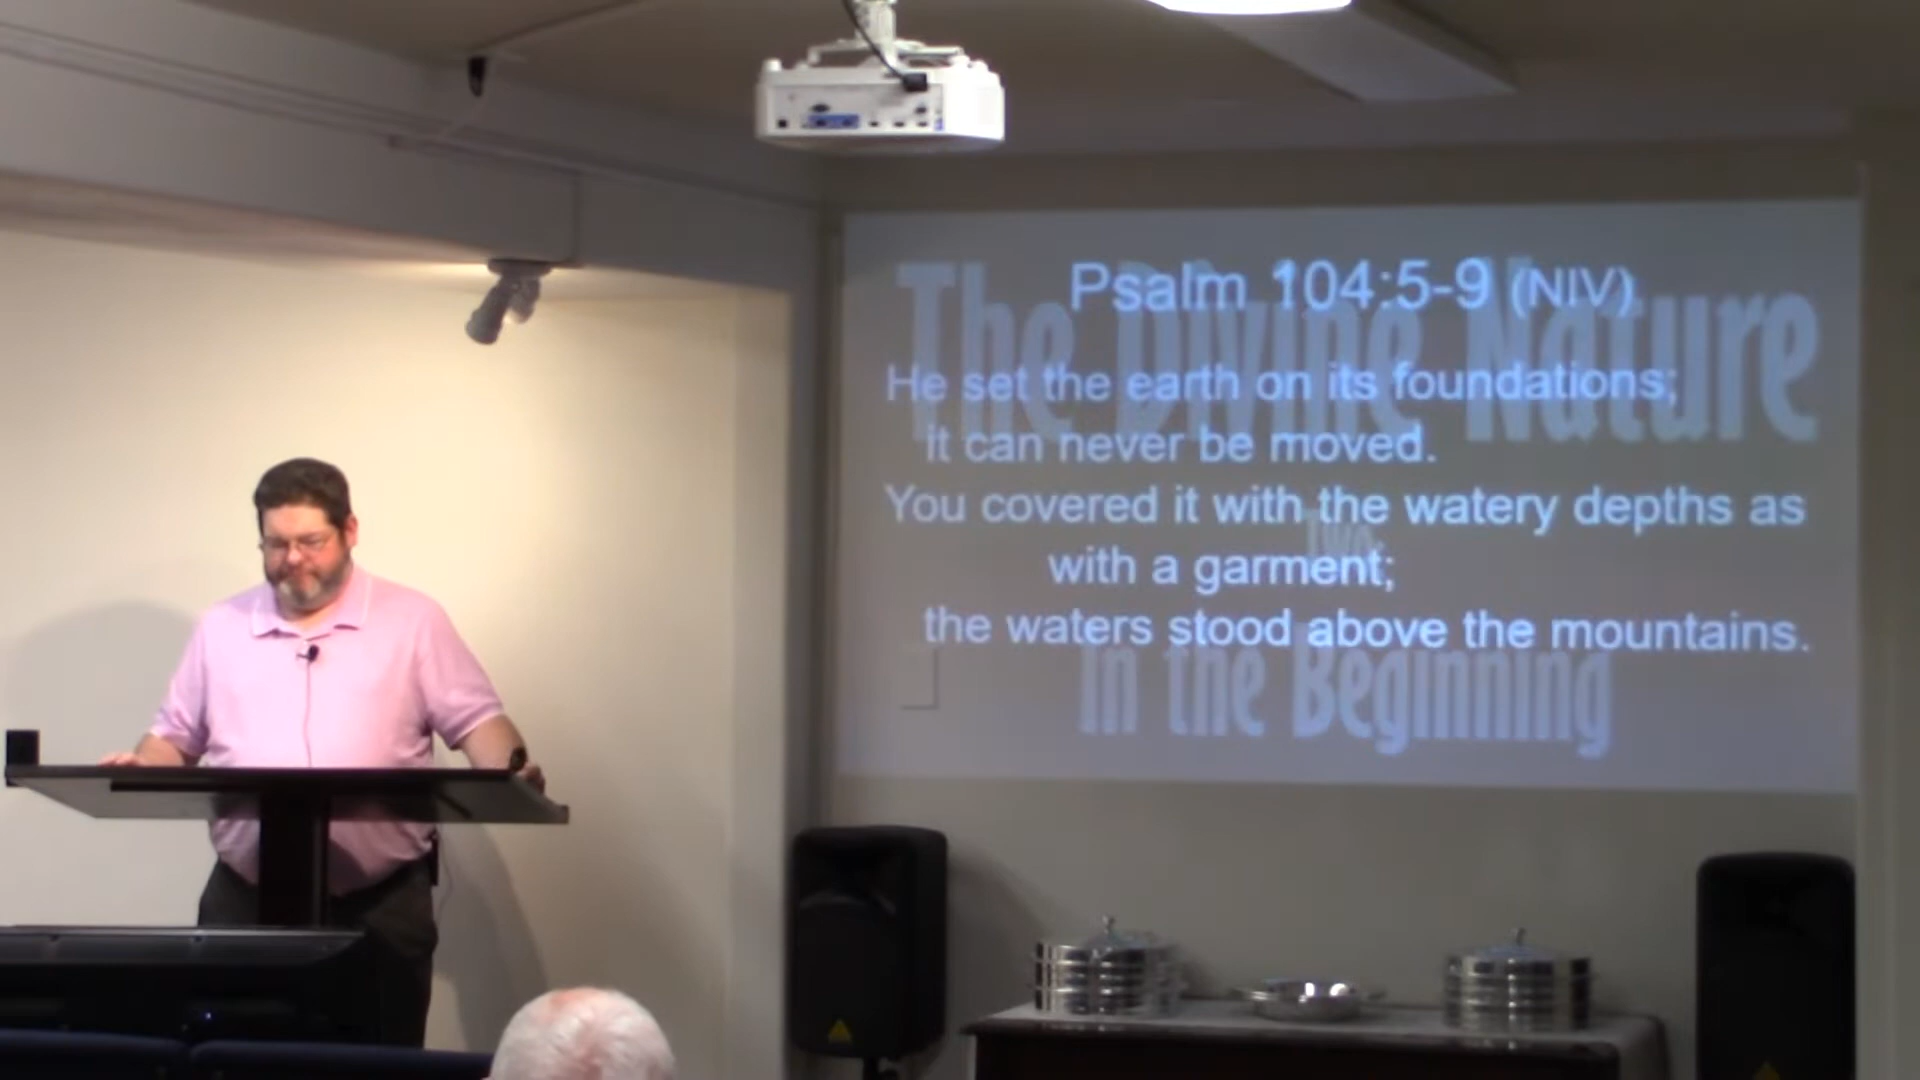 Psalm 104:5-9 (NIV)
The Divine Nature
He set the earth on its foundations;
it can never be moved.
You covered it with the watery depths as
Two:
with a garment;
the waters stood above the mountains.
In the Beginning